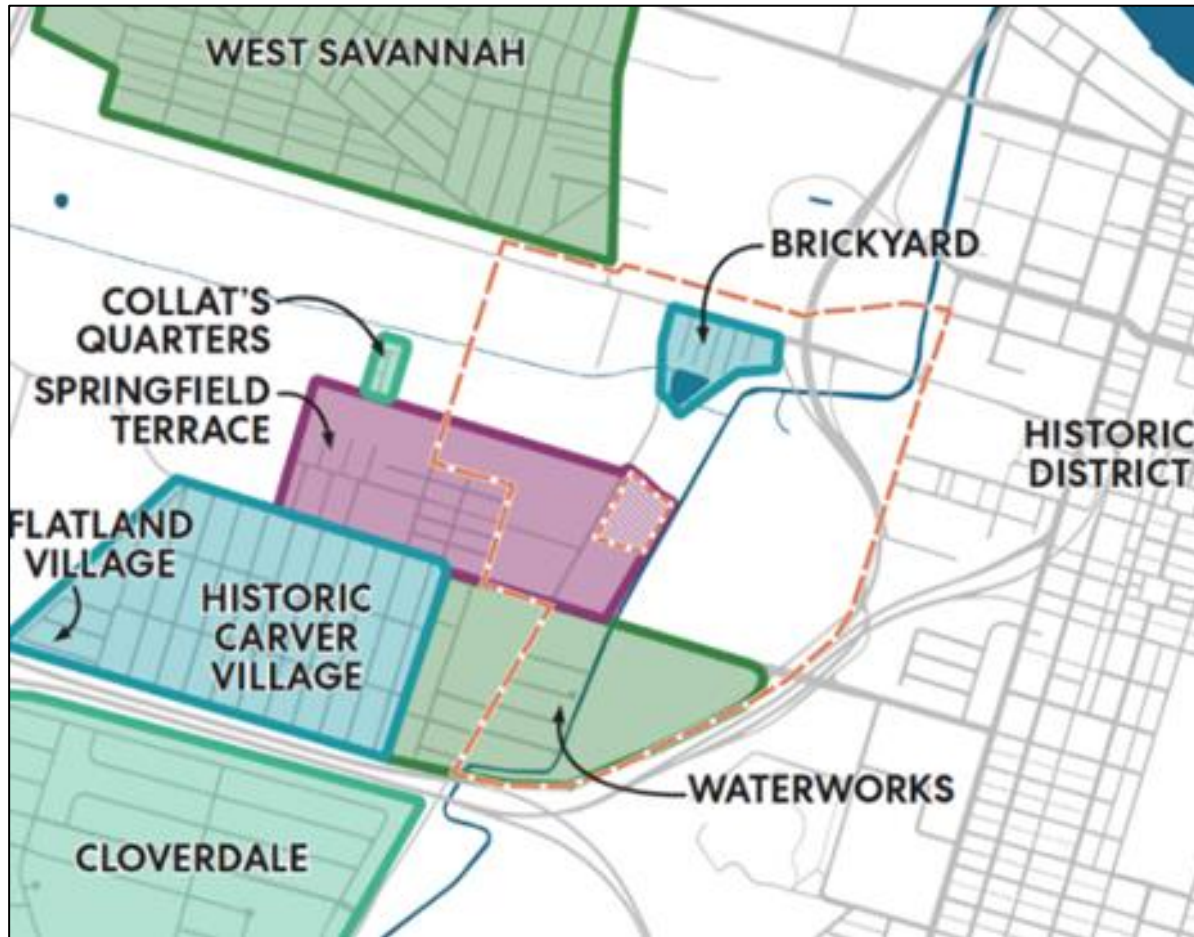 WEST SAVANNAH
BRICKYARD
COLLAT'S
QUARTERS
SPRINGFIELD
TERRACE
HISTORIC
DISTRICT
FLATLAND
VILLAGE
HISTORIC
CARVER
VILLAGE
WATERWORKS
CLOVERDALE